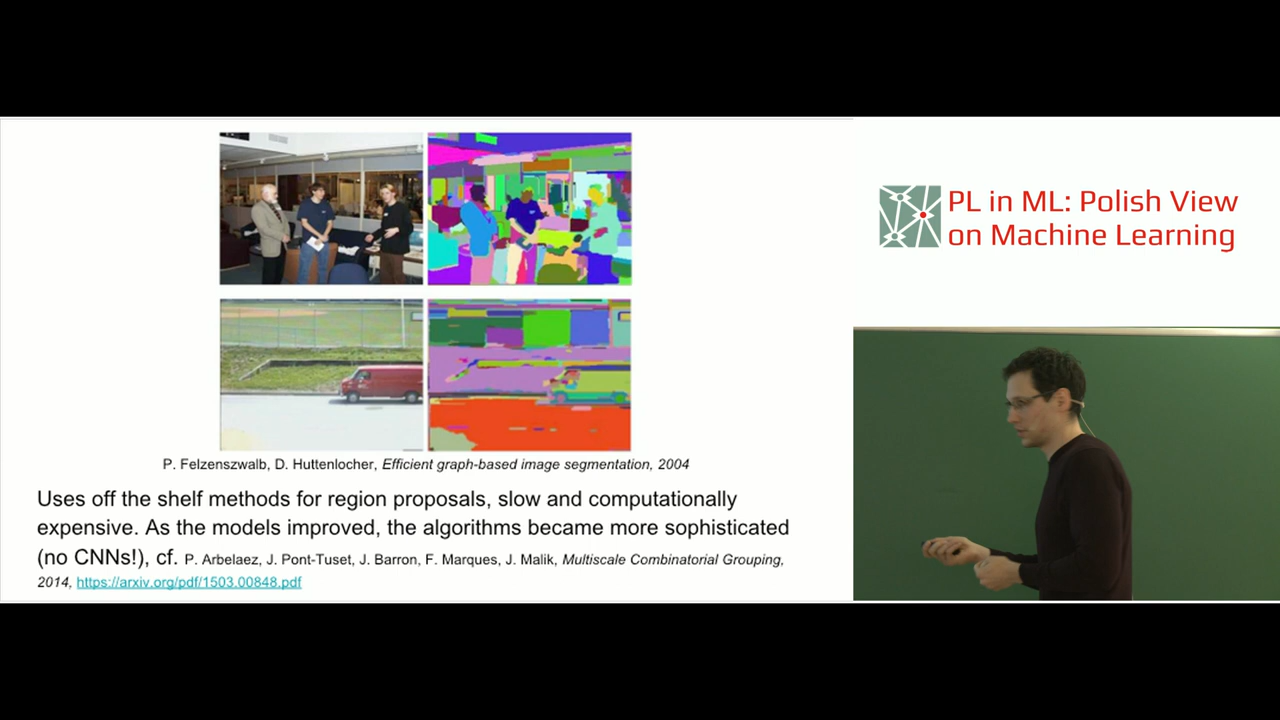 PL in ML: Polish View
on Machine Learning
P. Felzenszwalb, D. Huttenlocher, Efficient graph-based image segmentation, 2004
Uses off the shelf methods for region proposals, slow and computationally
expensive. As the models improved, the algorithms became more sophisticated
(no CNNs!), cf. P. Arbelaez, J. Pont-Tuset, J. Barron, F. Marques, J. Malik, Multiscale Combinatorial Grouping,
2014, https://arxiv.org/pdf/1503.00848.pdf